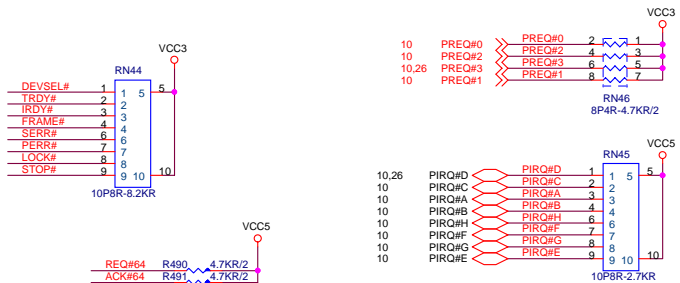 VCC3
RN44
DEVSEL# 1 1 5 5
TRDY# 2 2
IRDY# 3 3
FRAME# 4 4
SERR# 6 6
PERR# 7 7
LOCK# 8 8
STOP# 9 9 10 10
10P8R-8.2KR
VCC5
REQ#64 R490 4.7KR/2
ACK#64 R491 4.7KR/2
VCC3
10 PREQ#0 PREQ#0 2 1
10 PREQ#2 PREQ#2 4 3
10,26 PREQ#3 PREQ#3 6 5
10 PREQ#1 PREQ#1 8 7
RN46
8P4R-4.7KR/2
VCC5
RN45
10,26 PIRQ#D PIRQ#D 1 1 5 5
10 PIRQ#C PIRQ#C 2 2
10 PIRQ#A PIRQ#A 3 3
10 PIRQ#B PIRQ#B 4 4
10 PIRQ#H PIRQ#H 6 6
10 PIRQ#F PIRQ#F 7 7
10 PIRQ#G PIRQ#G 8 8
10 PIRQ#E PIRQ#E 9 9 10 10
10P8R-2.7KR